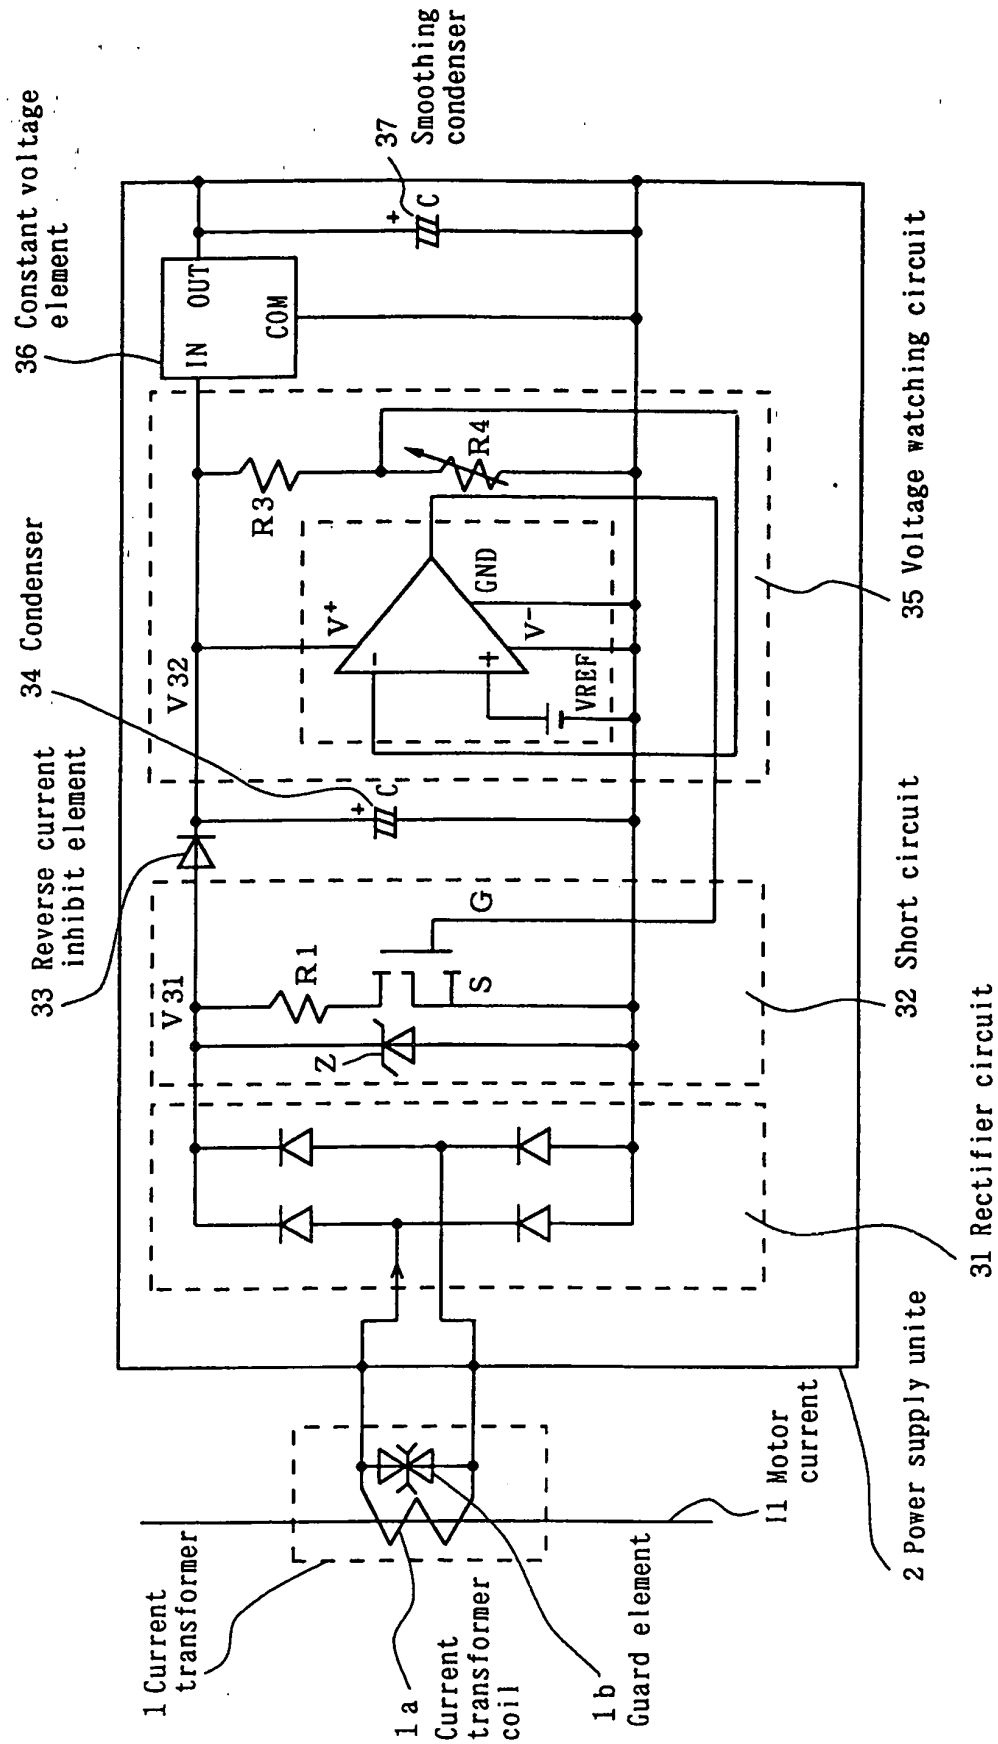 1 Current
transformer
1a
Current
transformer
coil
1b
Guard element
I1 Motor
current
2 Power supply unite
31 Rectifier circuit
32 Short circuit
33 Reverse current
inhibit element
34 Condenser
35 Voltage watching circuit
36 Constant voltage
element
37
Smoothing
condenser
V31
R1
Z
G
S
+
C
V32
V+
-
+
GND
V-
VREF
R3
R4
IN
OUT
COM
+
C